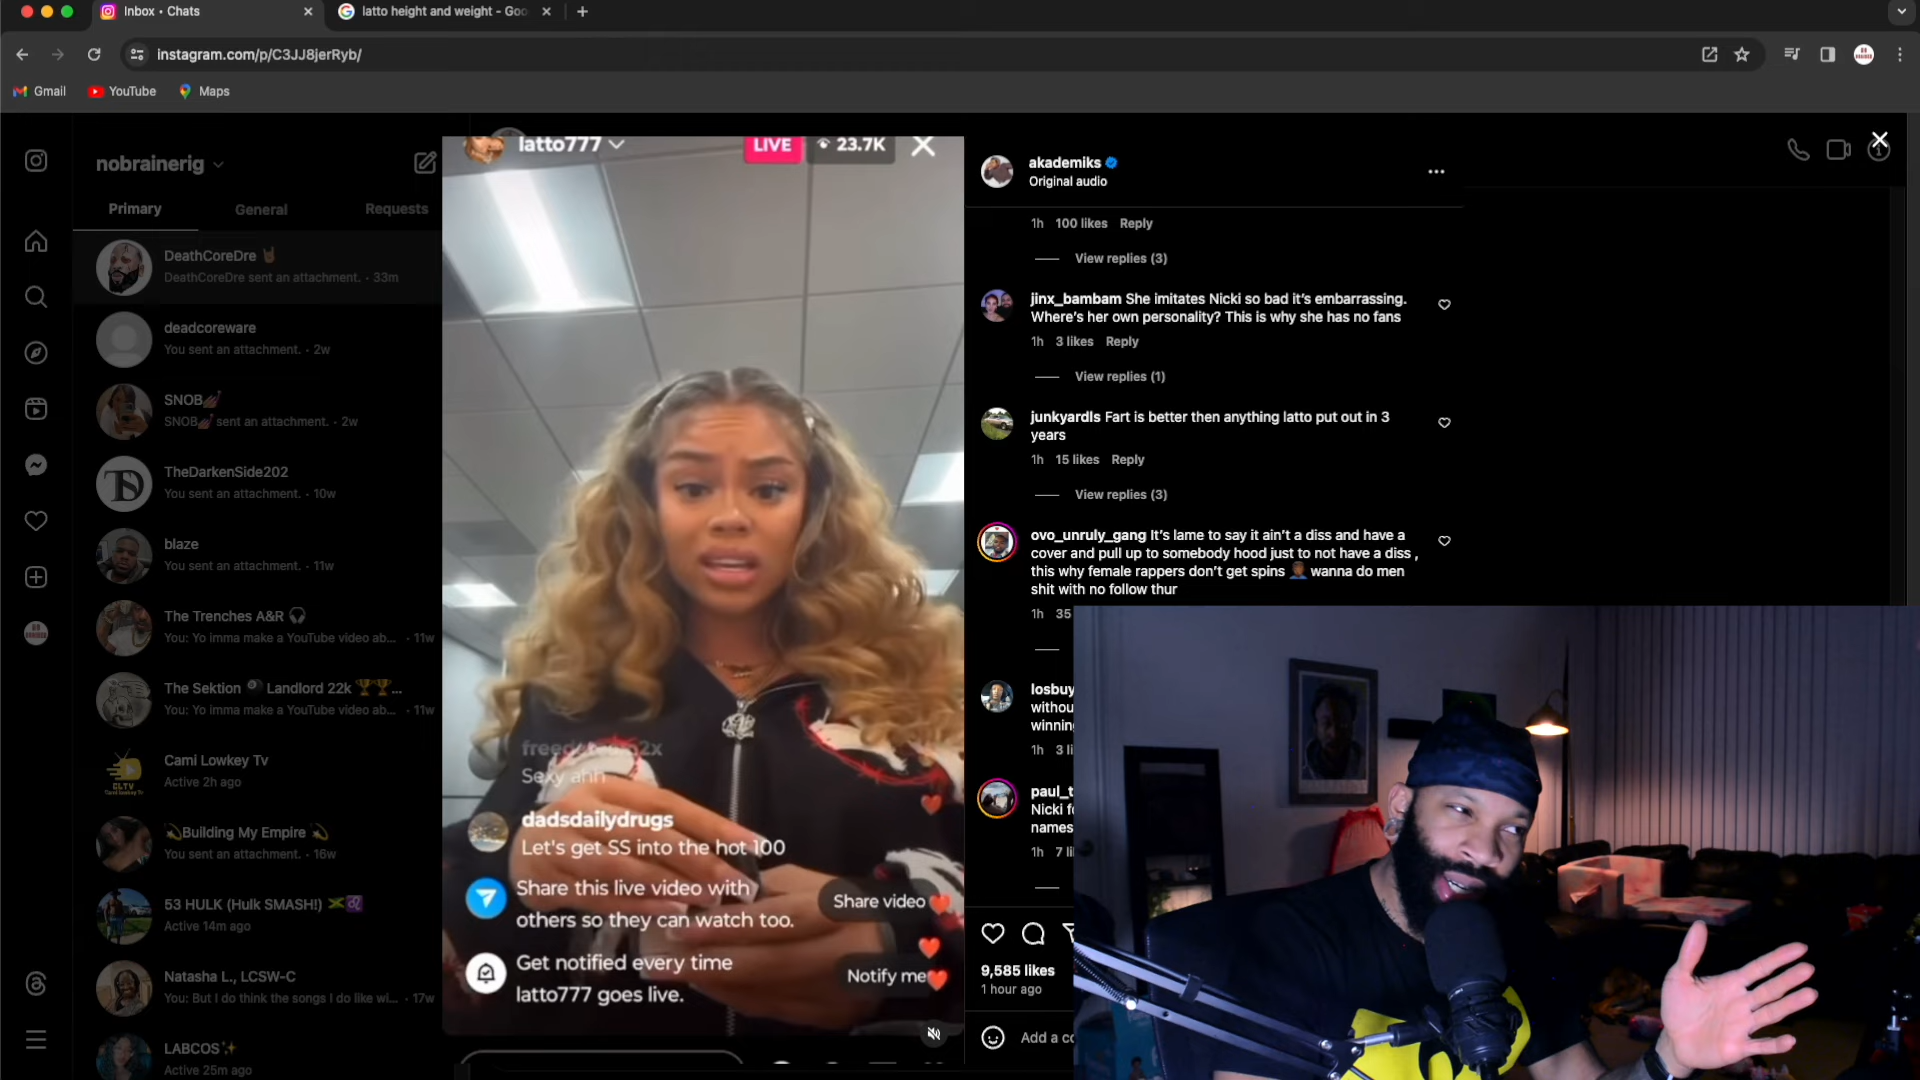 Inbox • Chats
latto height and weight - Goo
instagram.com/p/C3JJ8jerRyb/
Gmail
YouTube
Maps
nobrainerig
Primary
General
Requests
DeathCoreDre 🤘
DeathCoreDre sent an attachment. · 33m
deadcoreware
You sent an attachment. · 2w
SNOB💅
SNOB💅 sent an attachment. · 2w
TheDarkenSide202
You sent an attachment. · 10w
blaze
You sent an attachment. · 11w
The Trenches A&R 🎧
You: Yo imma make a YouTube video ab... · 11w
The Sektion 🎱 Landlord 22k 🏆🏆...
You: Yo imma make a YouTube video ab... · 11w
Cami Lowkey Tv
Active 2h ago
💫Building My Empire 💫
You sent an attachment. · 16w
53 HULK (Hulk SMASH!) 🇯🇲♌
Active 14m ago
Natasha L., LCSW-C
You: But I do think the songs I do like wi... · 17w
LABCOS✨
Active 25m ago
latto777
LIVE
23.7K
Sexy ahh
dadsdailydrugs
Let's get SS into the hot 100
Share this live video with
others so they can watch too.
Share video
Get notified every time
latto777 goes live.
Notify me
akademiks
Original audio
1h 100 likes Reply
View replies (3)
jinx_bambam She imitates Nicki so bad it's embarrassing.
Where's her own personality? This is why she has no fans
1h 3 likes Reply
View replies (1)
junkyardls Fart is better then anything latto put out in 3
years
1h 15 likes Reply
View replies (3)
ovo_unruly_gang It's lame to say it ain't a diss and have a
cover and pull up to somebody hood just to not have a diss ,
this why female rappers don't get spins 🤦🏾‍♂️ wanna do men
shit with no follow thur
1h 35
losbuy
withou
winnin
1h 3 li
paul_t
Nicki f
names
1h 7 li
9,585 likes
1 hour ago
Add a co